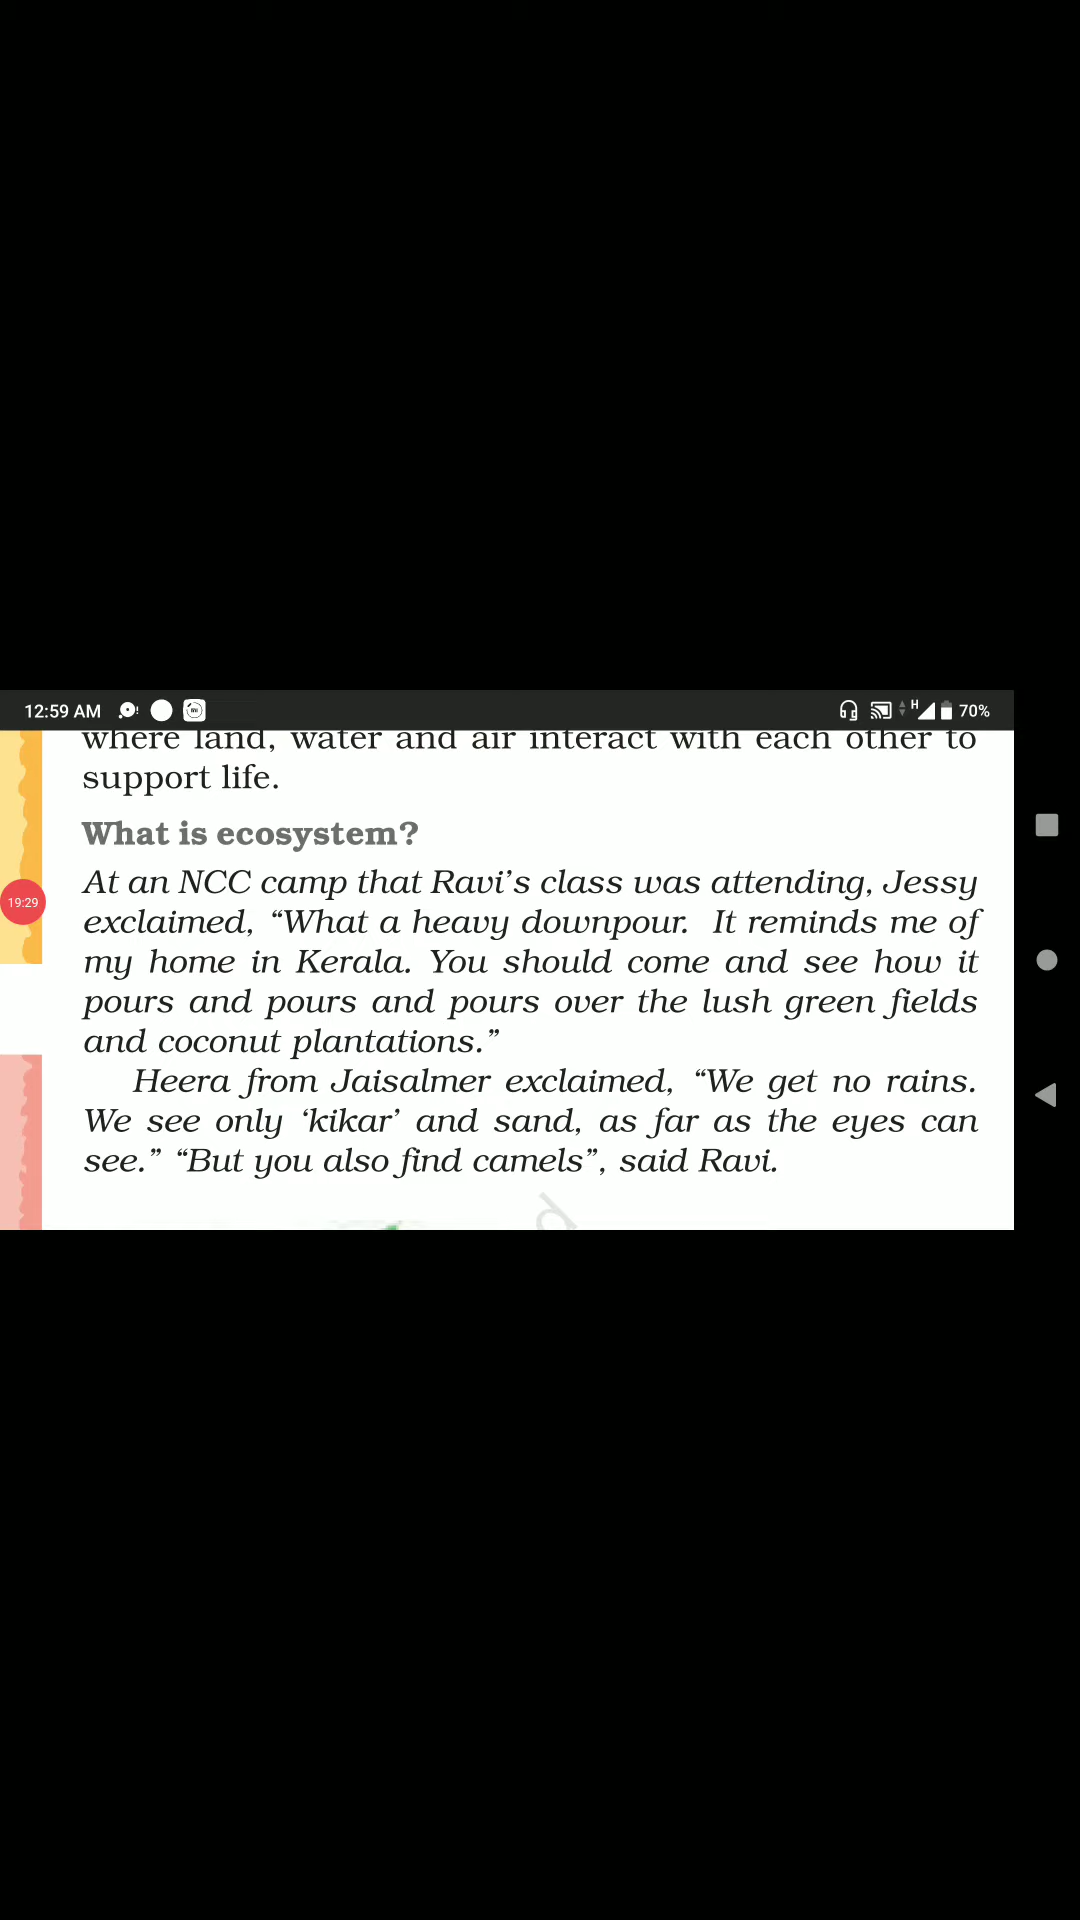 12:59 AM 70%
where land, water and air interact with each other to
support life.
What is ecosystem?
At an NCC camp that Ravi’s class was attending, Jessy
19:29
exclaimed, “What a heavy downpour. It reminds me of
my home in Kerala. You should come and see how it
pours and pours and pours over the lush green fields
and coconut plantations.”
Heera from Jaisalmer exclaimed, “We get no rains.
We see only ‘kikar’ and sand, as far as the eyes can
see.” “But you also find camels”, said Ravi.